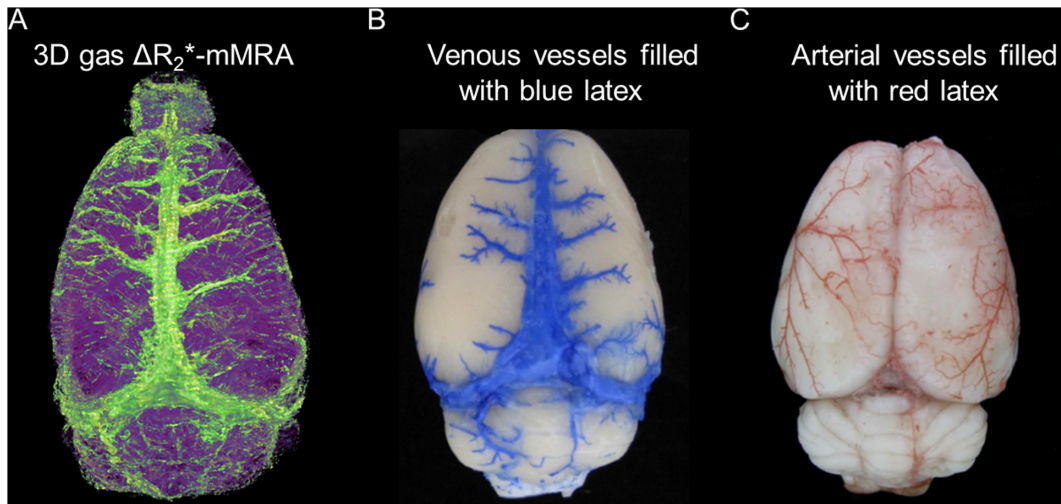 A
3D gas ΔR₂*-mMRA
B
Venous vessels filled
with blue latex
C
Arterial vessels filled
with red latex